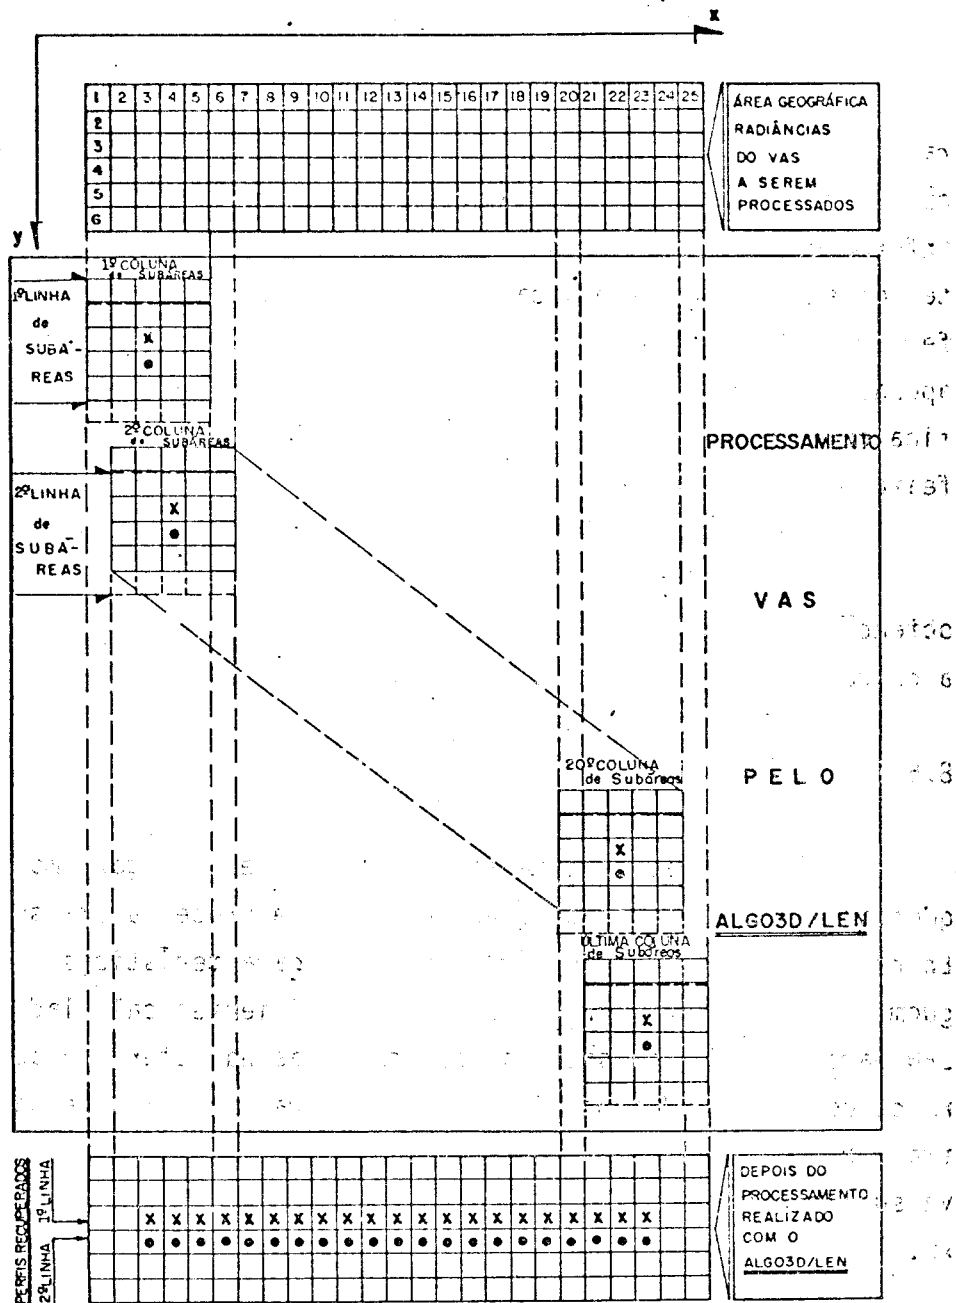 x
1 2 3 4 5 6 7 8 9 10 11 12 13 14 15 16 17 18 19 20 21 22 23 24 25
2
3
4
5
6
y
ÁREA GEOGRÁFICA
RADIÂNCIAS
DO VAS
A SEREM
PROCESSADOS
1º COLUNA
de SUBÁREAS
1º LINHA
de
SUBÁ-
REAS
x
2º COLUNA
de SUBÁREAS
2º LINHA
de
SUBÁ-
REAS
x
PROCESSAMENTO
VAS
PELO
ALGO3D/LEN
20º COLUNA
de Subáreas
x
ÚLTIMA COLUNA
de Subáreas
x
PERFIS RECUPERADOS
1º LINHA
2º LINHA
x x x x x x x x x x x x x x x x x x x x x
DEPOIS DO
PROCESSAMENTO
REALIZADO
COM O
ALGO3D/LEN